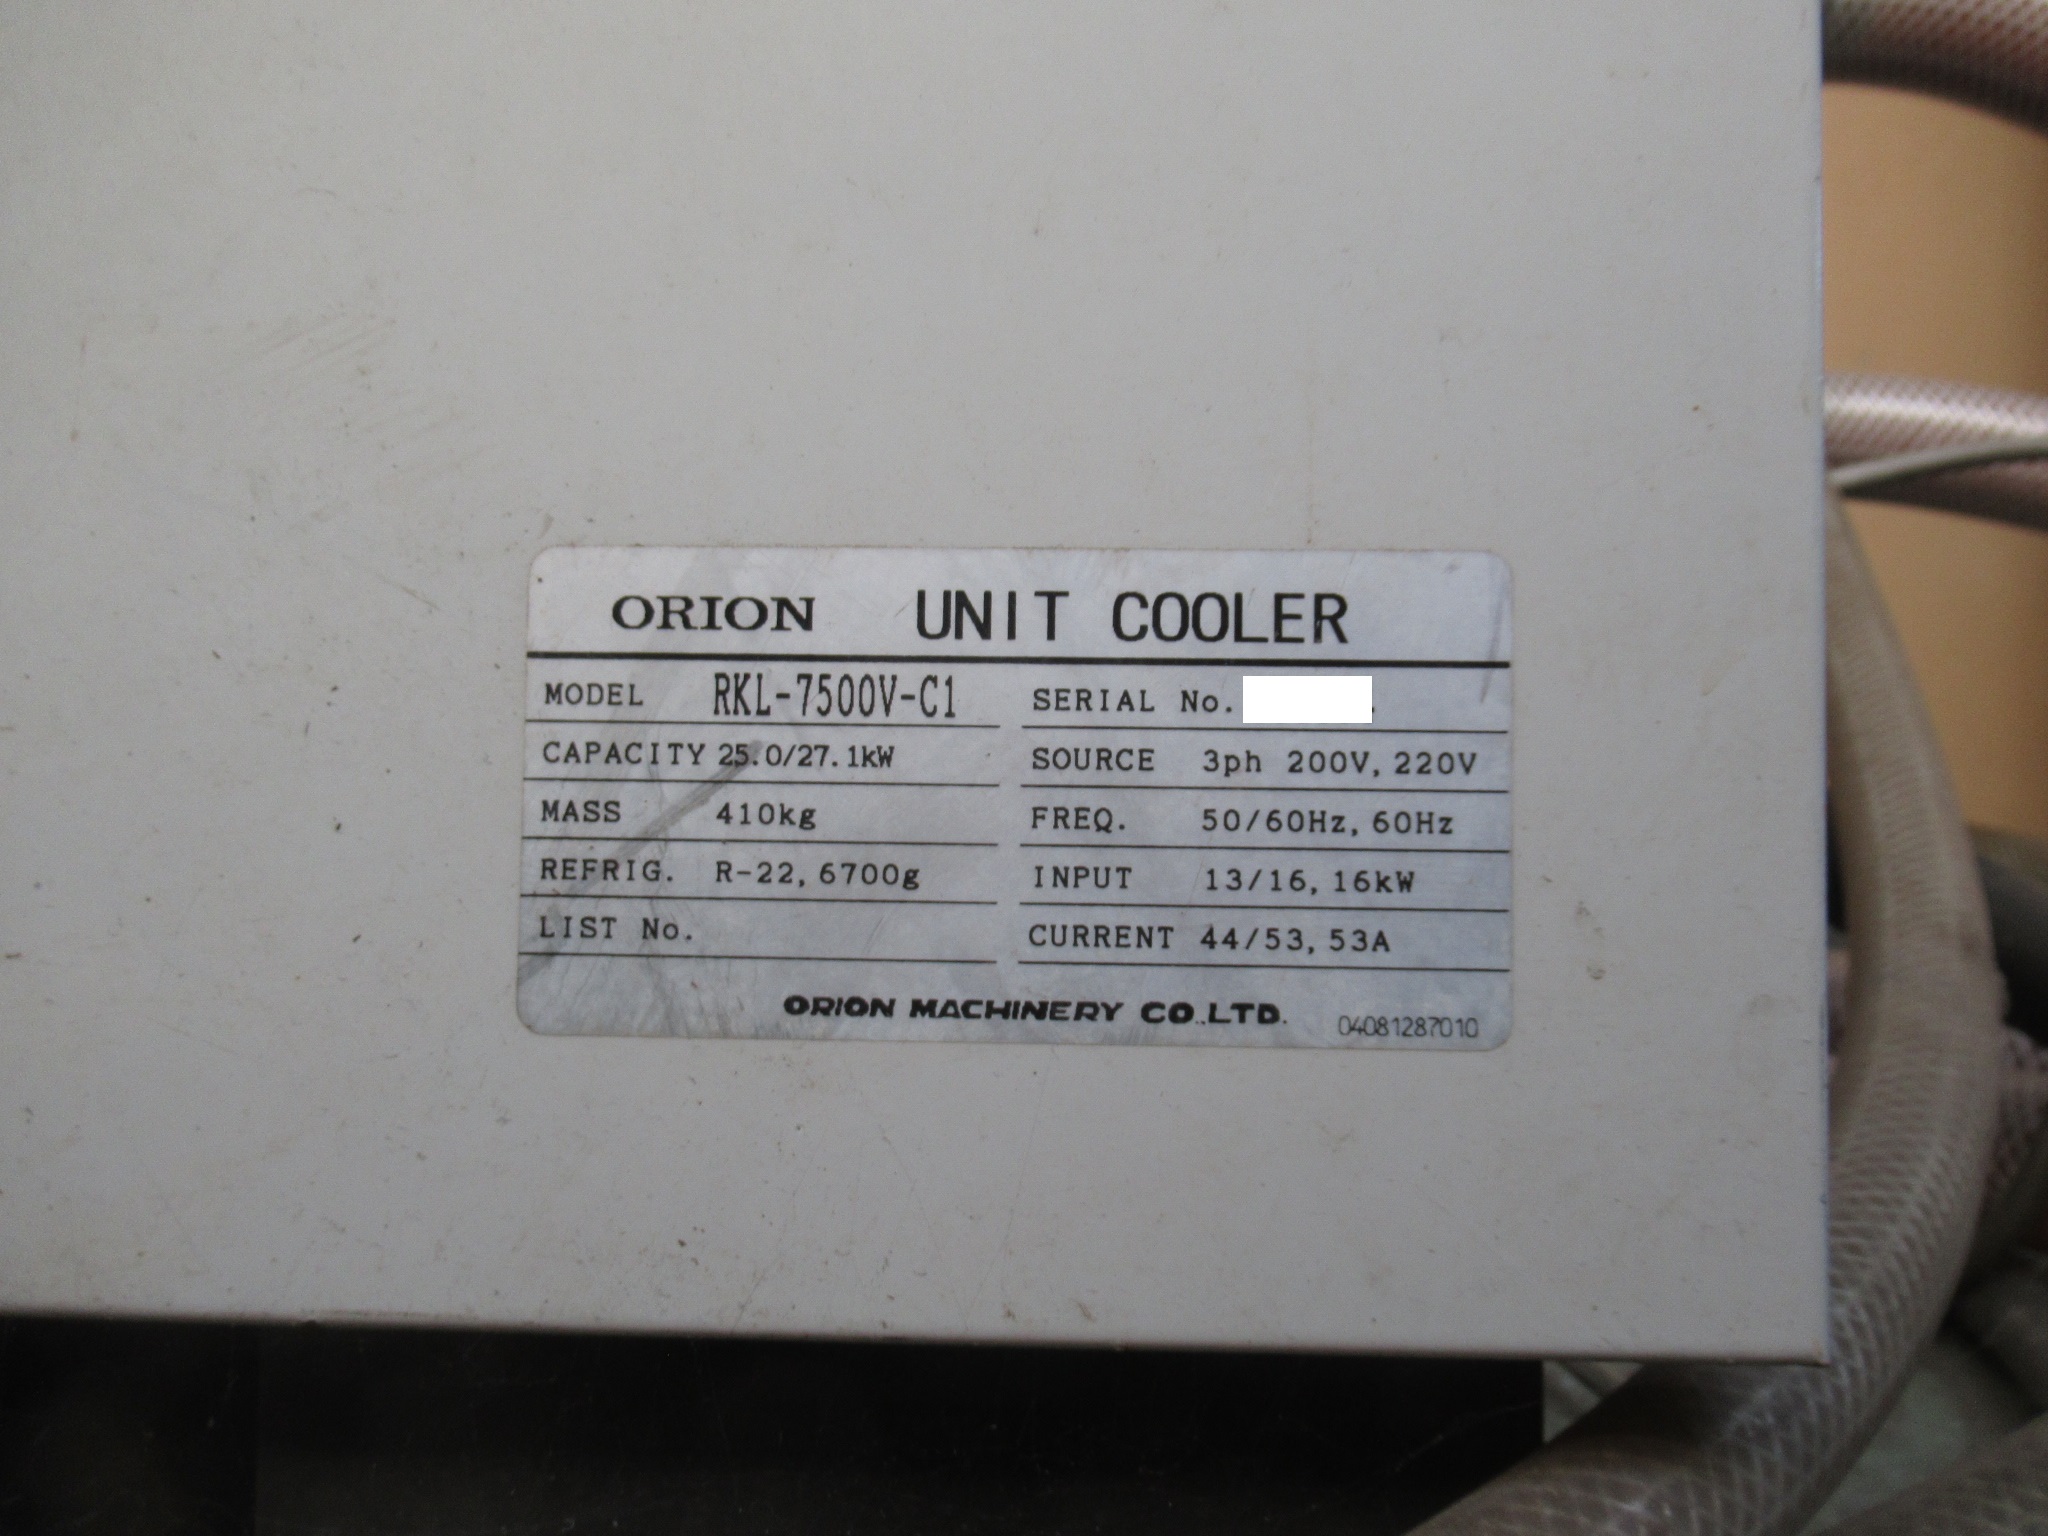 ORION UNIT COOLER
MODEL RKL-7500V-C1 SERIAL No.
CAPACITY 25.0/27.1kW SOURCE 3ph 200V, 220V
MASS 410kg FREQ. 50/60Hz, 60Hz
REFRIG. R-22, 6700g INPUT 13/16, 16kW
LIST No. CURRENT 44/53, 53A
ORION MACHINERY CO.,LTD. 04081287010